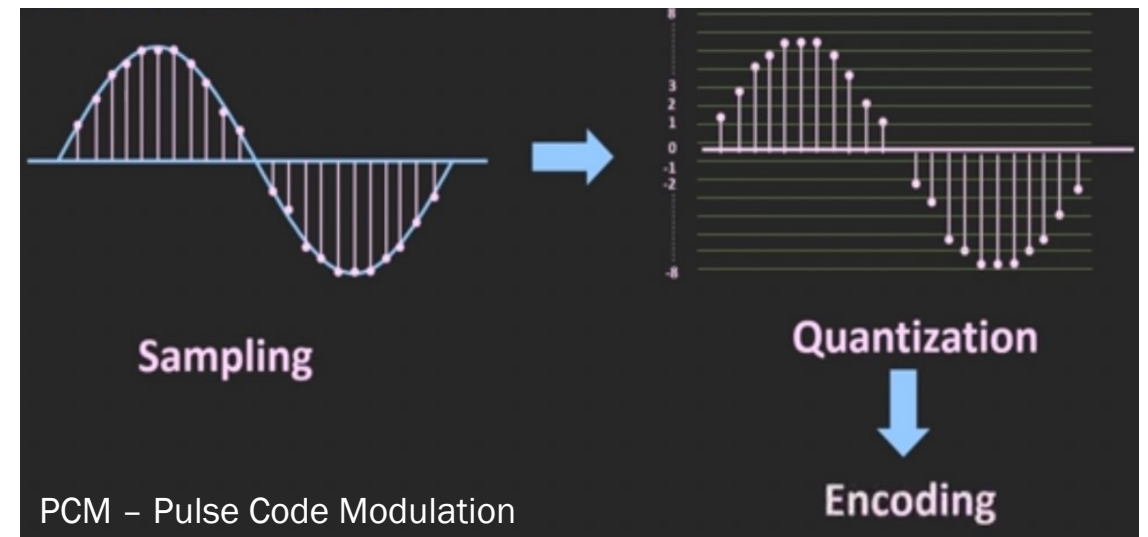 8
3
2
1
0
-1
-2
-8
Sampling
Quantization
Encoding
PCM – Pulse Code Modulation